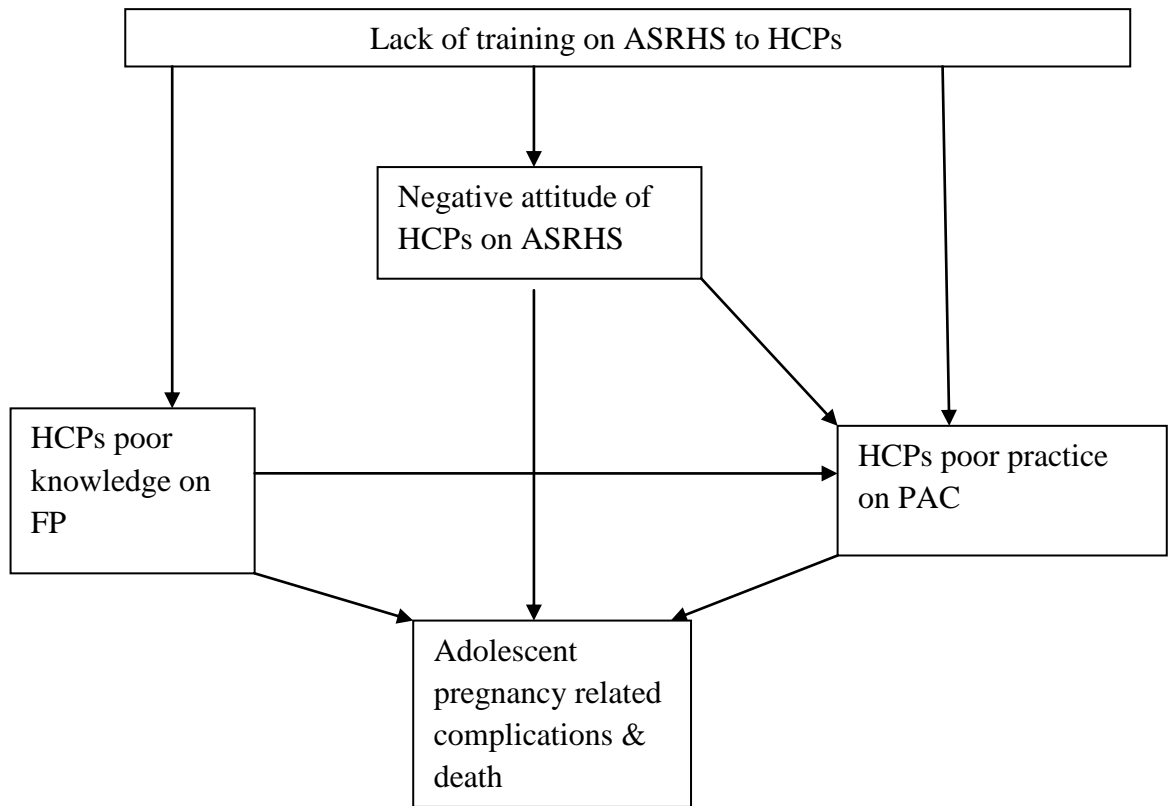 Lack of training on ASRHS to HCPs
Negative attitude of
HCPs on ASRHS
HCPs poor
knowledge on
FP
HCPs poor practice
on PAC
Adolescent
pregnancy related
complications &
death